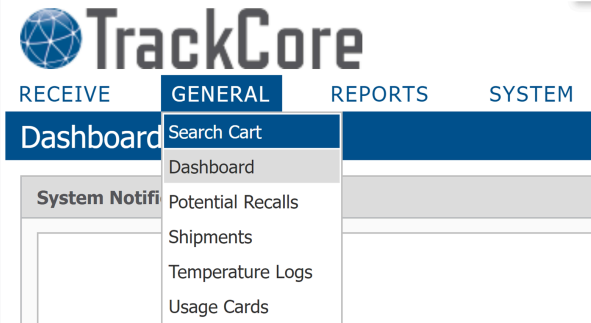 TrackCore
RECEIVE GENERAL REPORTS SYSTEM
Dashboard
Search Cart
Dashboard
System Notifi
Potential Recalls
Shipments
Temperature Logs
Usage Cards